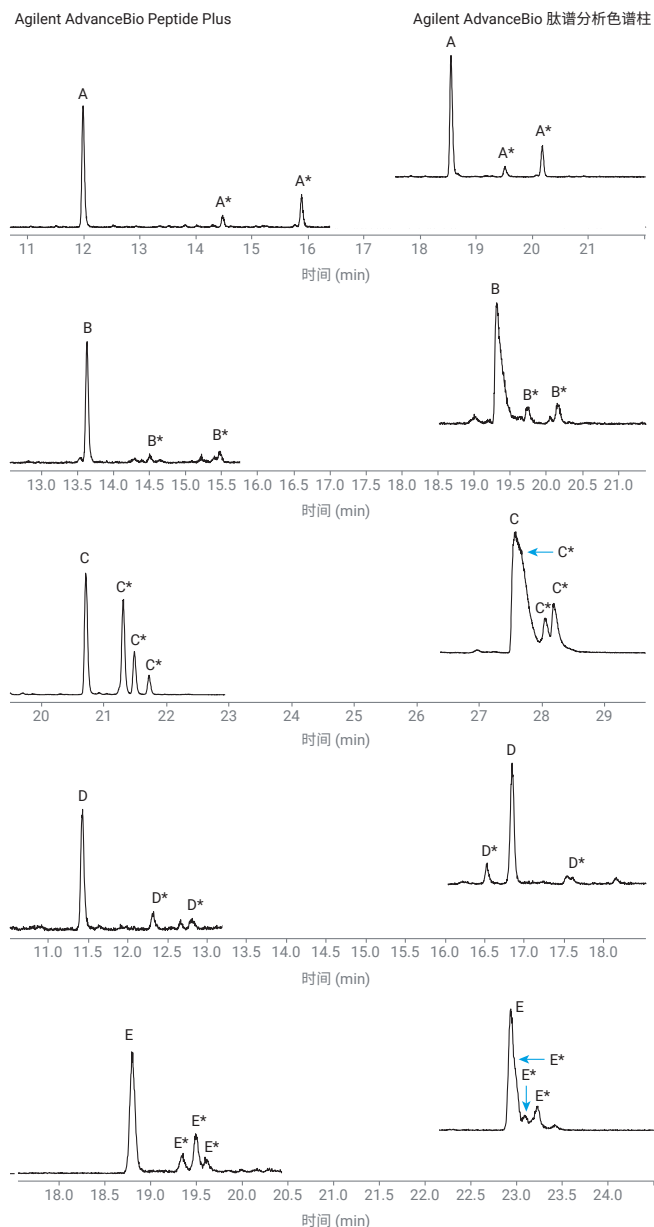 Agilent AdvanceBio Peptide Plus
Agilent AdvanceBio 肽谱分析色谱柱
A
A*
A*
A
A*
A*
11 12 13 14 15 16 17 18 19 20 21
时间 (min)
B
B*
B*
B
B*
B*
13.0 13.5 14.0 14.5 15.0 15.5 16.0 16.5 17.0 17.5 18.0 18.5 19.0 19.5 20.0 20.5 21.0
时间 (min)
C
C*
C*
C*
C
C*
C*
C*
20 21 22 23 24 25 26 27 28 29
时间 (min)
D
D*
D*
D
D*
D*
11.0 11.5 12.0 12.5 13.0 13.5 14.0 14.5 15.0 15.5 16.0 16.5 17.0 17.5 18.0
时间 (min)
E
E*
E*
E*
E
E*
E*
E*
18.0 18.5 19.0 19.5 20.0 20.5 21.0 21.5 22.0 22.5 23.0 23.5 24.0
时间 (min)